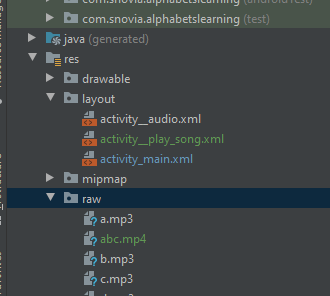 com.snovia.alphabetslearning (androidTest)
com.snovia.alphabetslearning (test)
java (generated)
res
drawable
layout
activity__audio.xml
activity__play_song.xml
activity_main.xml
mipmap
raw
a.mp3
abc.mp4
b.mp3
c.mp3